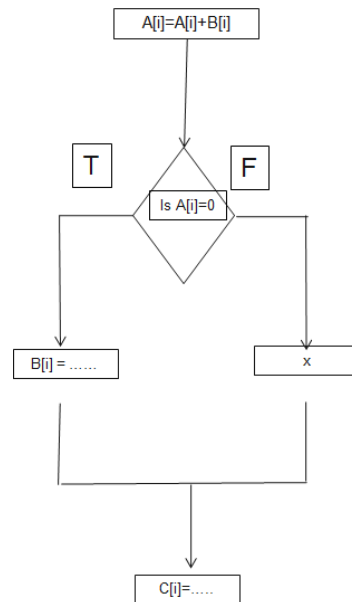 A[i]=A[i]+B[i]
T
F
Is A[i]=0
B[i] = ......
x
C[i]=.....